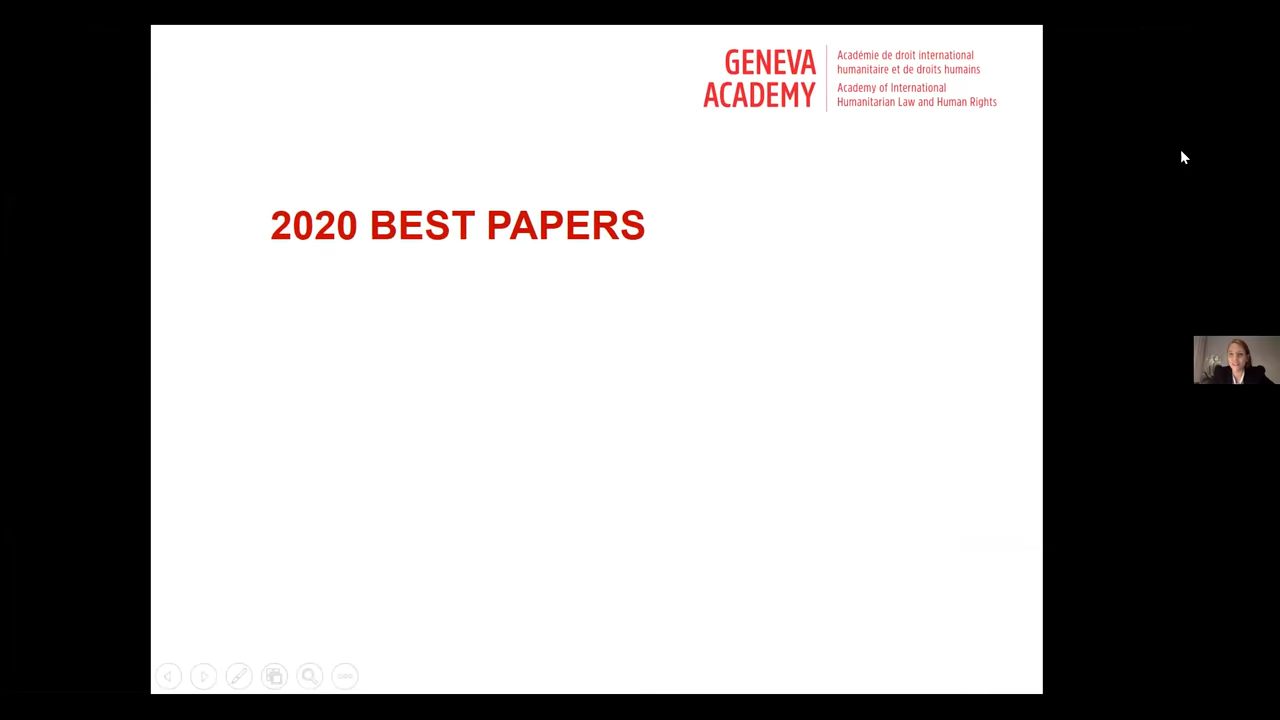 GENEVA
ACADEMY
Académie de droit international
humanitaire et de droits humains
Academy of International
Humanitarian Law and Human Rights
2020 BEST PAPERS